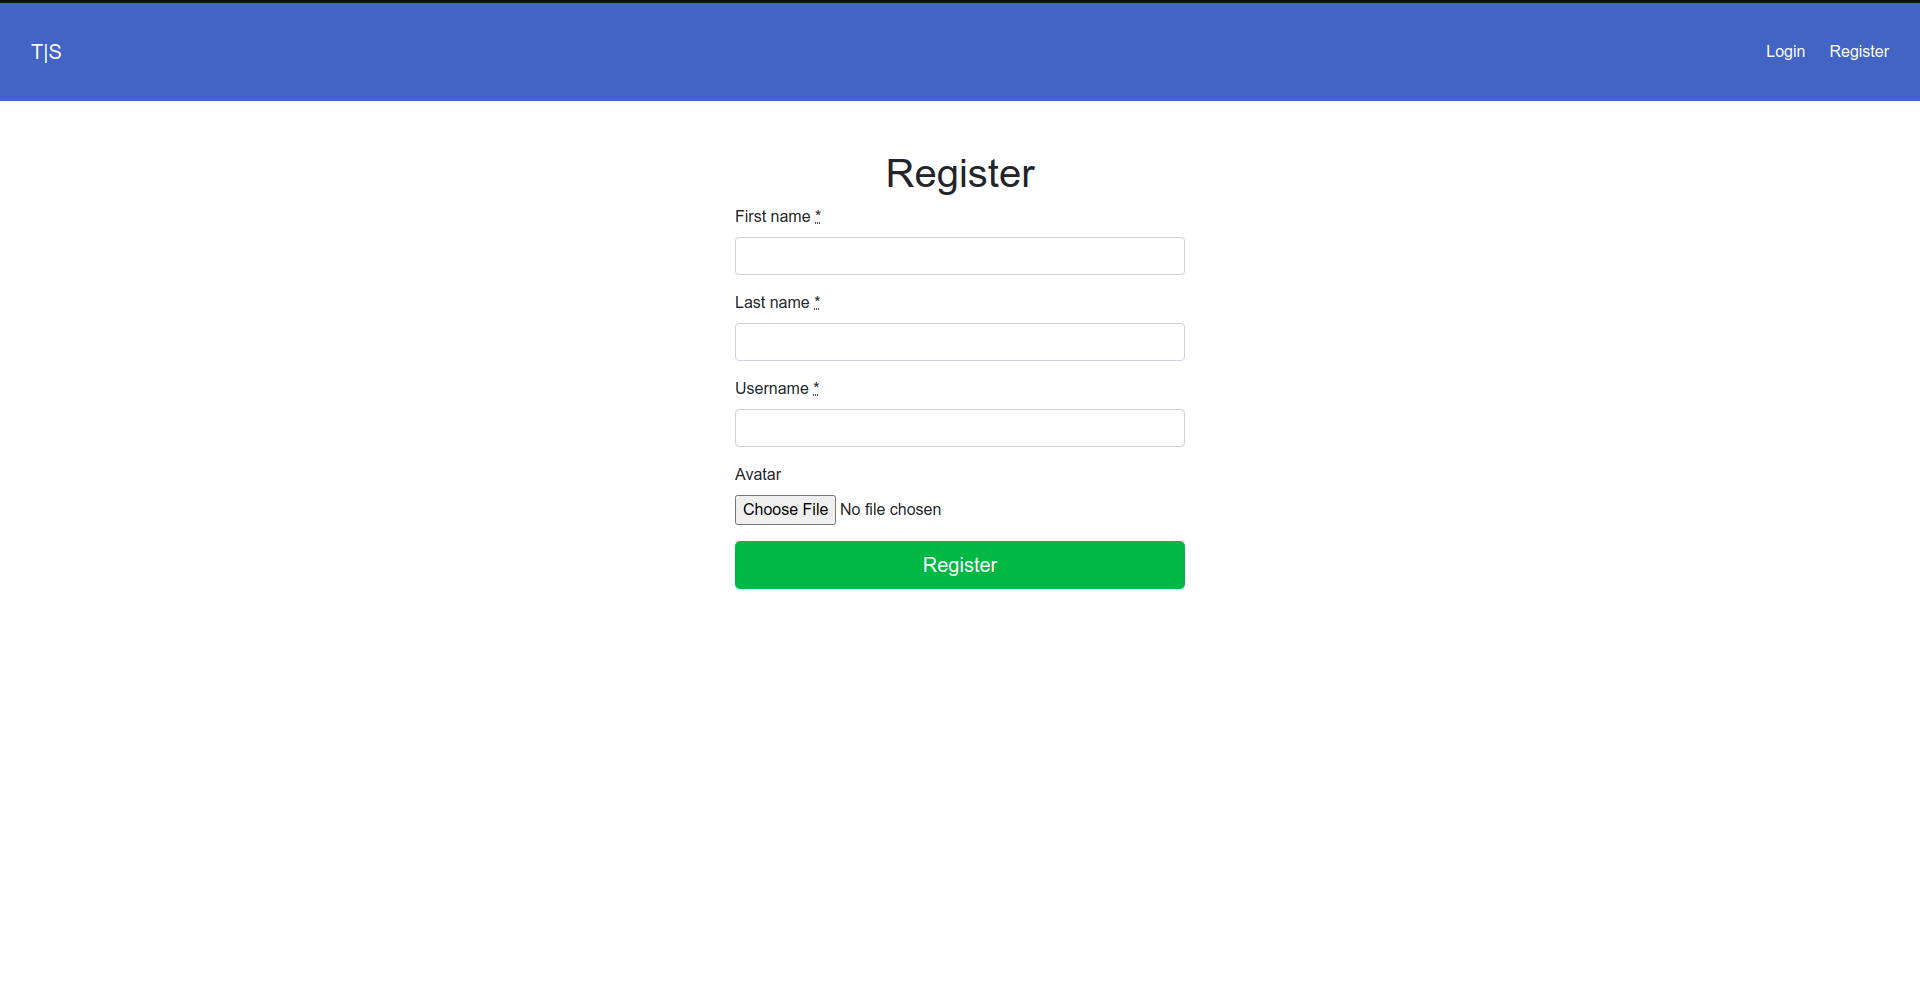 T|S
Login Register
Register
First name *
Last name *
Username *
Avatar
Choose File No file chosen
Register